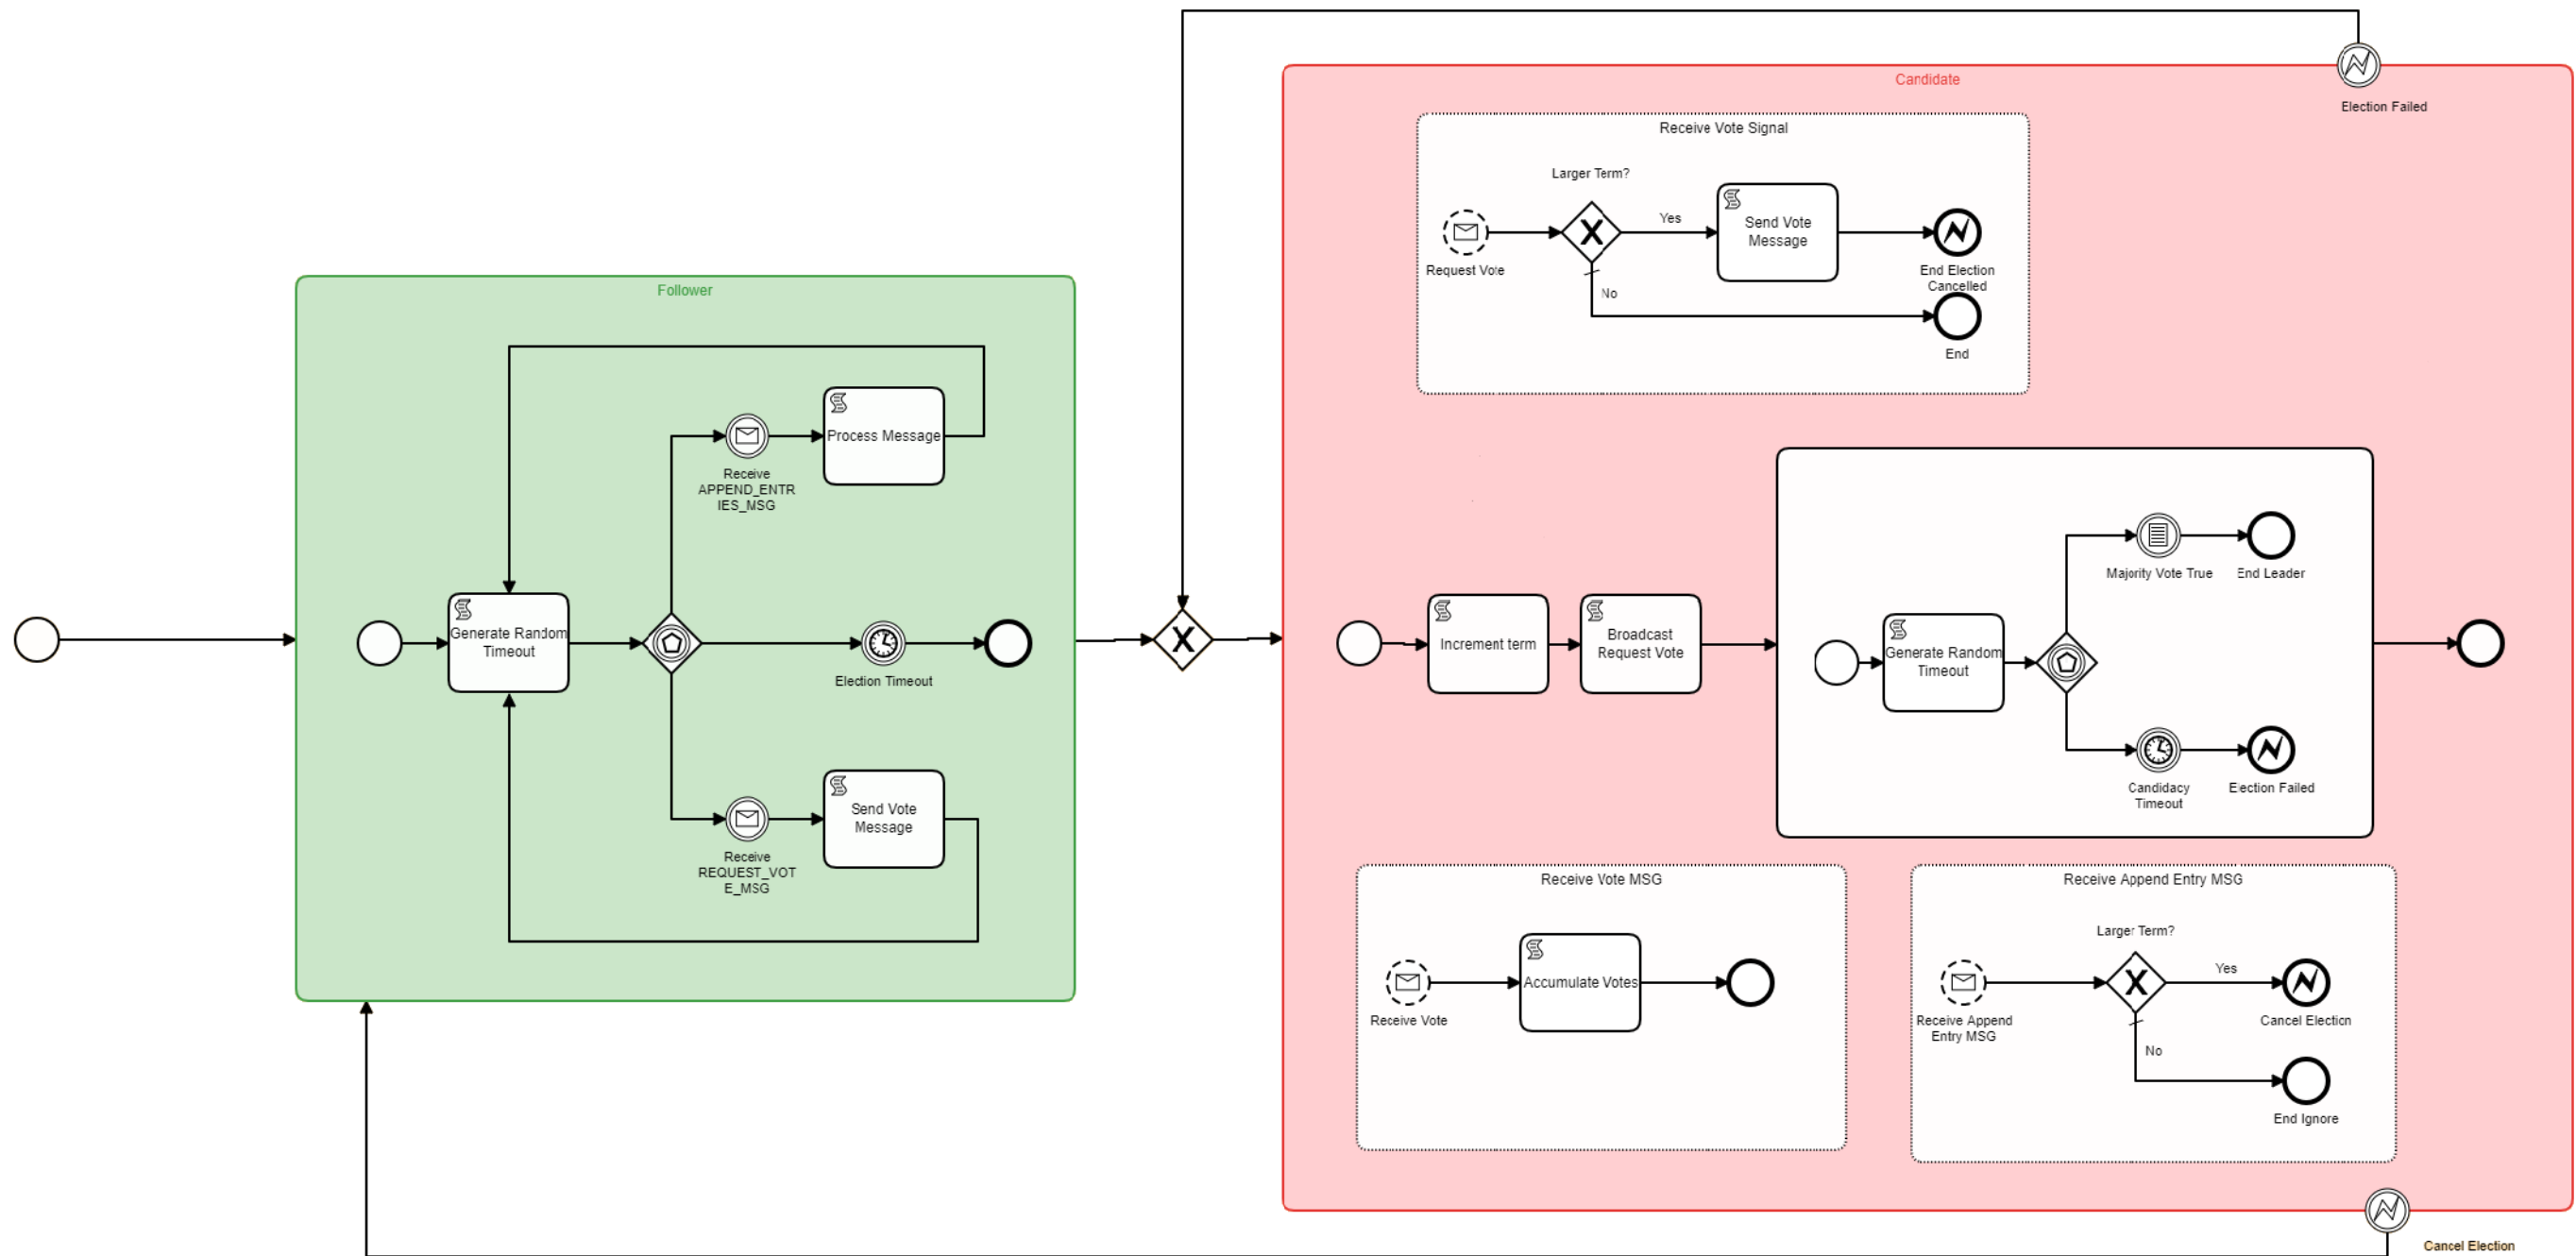 Candidate
Election Failed
Receive Vote Signal
Larger Term?
Yes
Send Vote
Message
Request Vote
No
End Election
Cancelled
End
Follower
Process Message
Receive
APPEND_ENTR
IES_MSG
Generate Random
Timeout
Election Timeout
Send Vote
Message
Receive
REQUEST_VOT
E_MSG
Increment term
Broadcast
Request Vote
Generate Random
Timeout
Majority Vote True
End Leader
Candidacy
Timeout
Election Failed
Receive Vote MSG
Accumulate Votes
Receive Vote
Receive Append Entry MSG
Larger Term?
Yes
Receive Append
Entry MSG
Cancel Election
No
End Ignore
Cancel Election